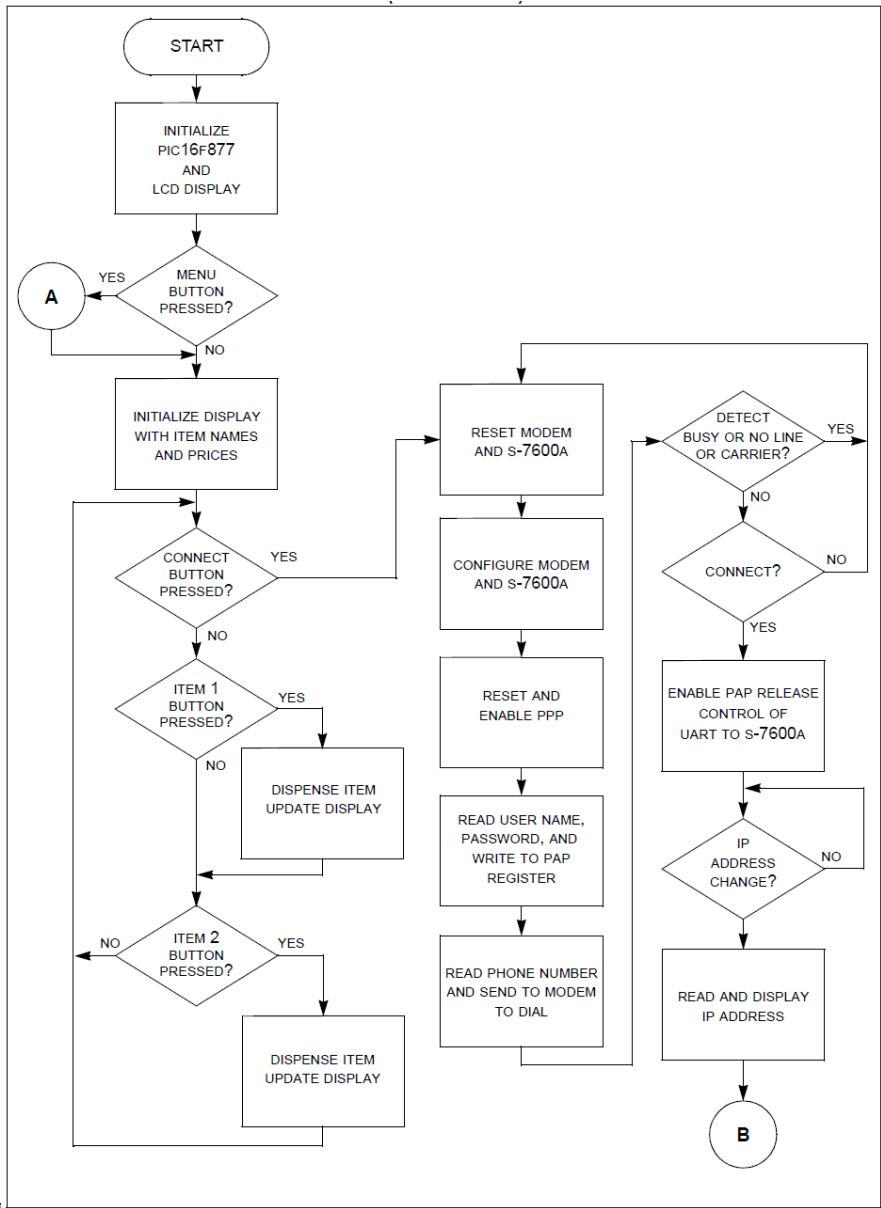 START
INITIALIZE
PIC16F877
AND
LCD DISPLAY
MENU
BUTTON
PRESSED?
YES
A
NO
INITIALIZE DISPLAY
WITH ITEM NAMES
AND PRICES
CONNECT
BUTTON
PRESSED?
YES
NO
ITEM 1
BUTTON
PRESSED?
YES
NO
DISPENSE ITEM
UPDATE DISPLAY
ITEM 2
BUTTON
PRESSED?
NO
YES
DISPENSE ITEM
UPDATE DISPLAY
RESET MODEM
AND S-7600A
CONFIGURE MODEM
AND S-7600A
RESET AND
ENABLE PPP
READ USER NAME,
PASSWORD, AND
WRITE TO PAP
REGISTER
READ PHONE NUMBER
AND SEND TO MODEM
TO DIAL
DETECT
BUSY OR NO LINE
OR CARRIER?
YES
NO
CONNECT?
NO
YES
ENABLE PAP RELEASE
CONTROL OF
UART TO S-7600A
IP
ADDRESS
CHANGE?
NO
READ AND DISPLAY
IP ADDRESS
B